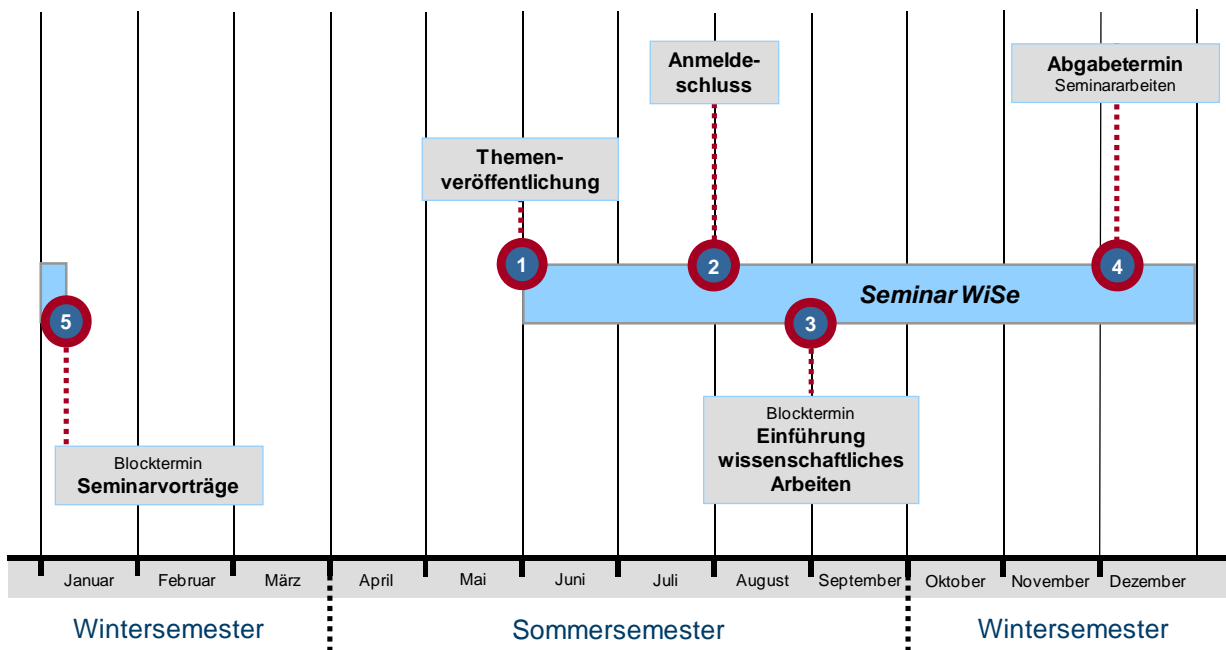 Anmelde-
schluss
Abgabetermin
Seminararbeiten
Themen-
veröffentlichung
1
2
4
Seminar WiSe
5
3
Blocktermin
Einführung
wissenschaftliches
Arbeiten
Blocktermin
Seminarvorträge
Januar
Februar
März
April
Mai
Juni
Juli
August
September
Oktober
November
Dezember
Wintersemester
Sommersemester
Wintersemester